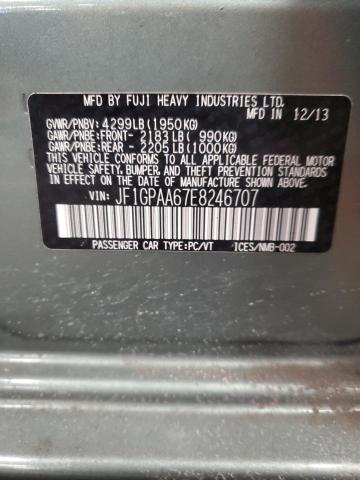 MFD BY FUJI HEAVY INDUSTRIES LTD.
MFD IN 12/13
GVWR/PNBV: 4299LB(1950KG)
GAWR/PNBE:FRONT- 2183LB( 990KG)
GAWR/PNBE:REAR - 2205LB(1000KG)
THIS VEHICLE CONFORMS TO ALL APPLICABLE FEDERAL MOTOR
VEHICLE SAFETY, BUMPER, AND THEFT PREVENTION STANDARDS
IN EFFECT ON THE DATE OF MANUFACTURE SHOWN ABOVE.
VIN: JF1GPAA67E8246707
PASSENGER CAR TYPE:PC/VT ICES/NMB-002